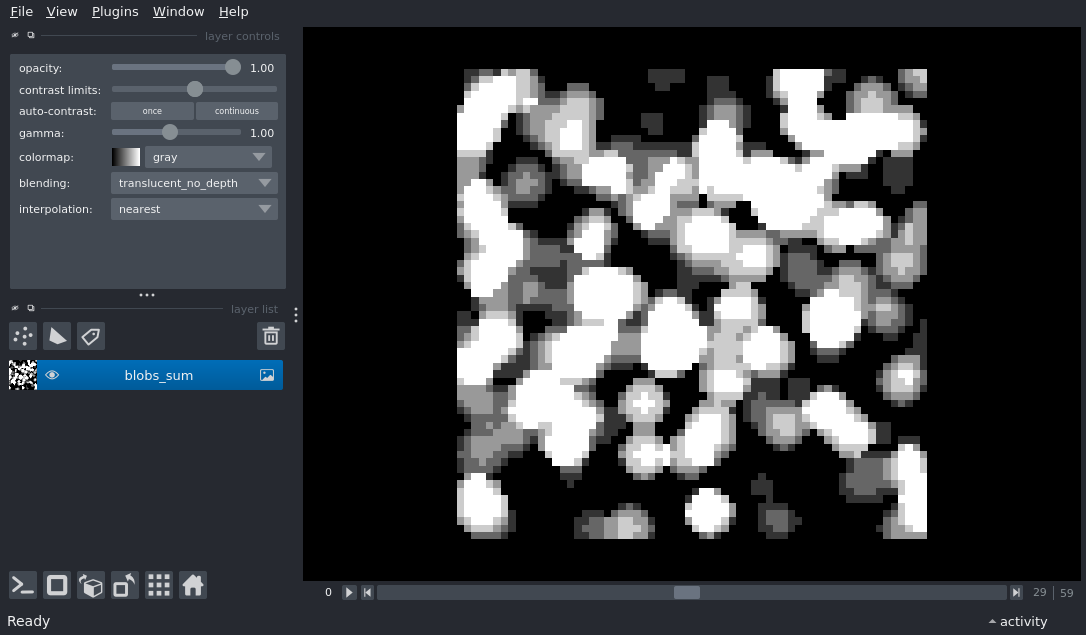 File View Plugins Window Help
layer controls
opacity: 1.00
contrast limits:
auto-contrast: once continuous
gamma: 1.00
colormap: gray
blending: translucent_no_depth
interpolation: nearest
layer list
blobs_sum
0 29 | 59
Ready activity